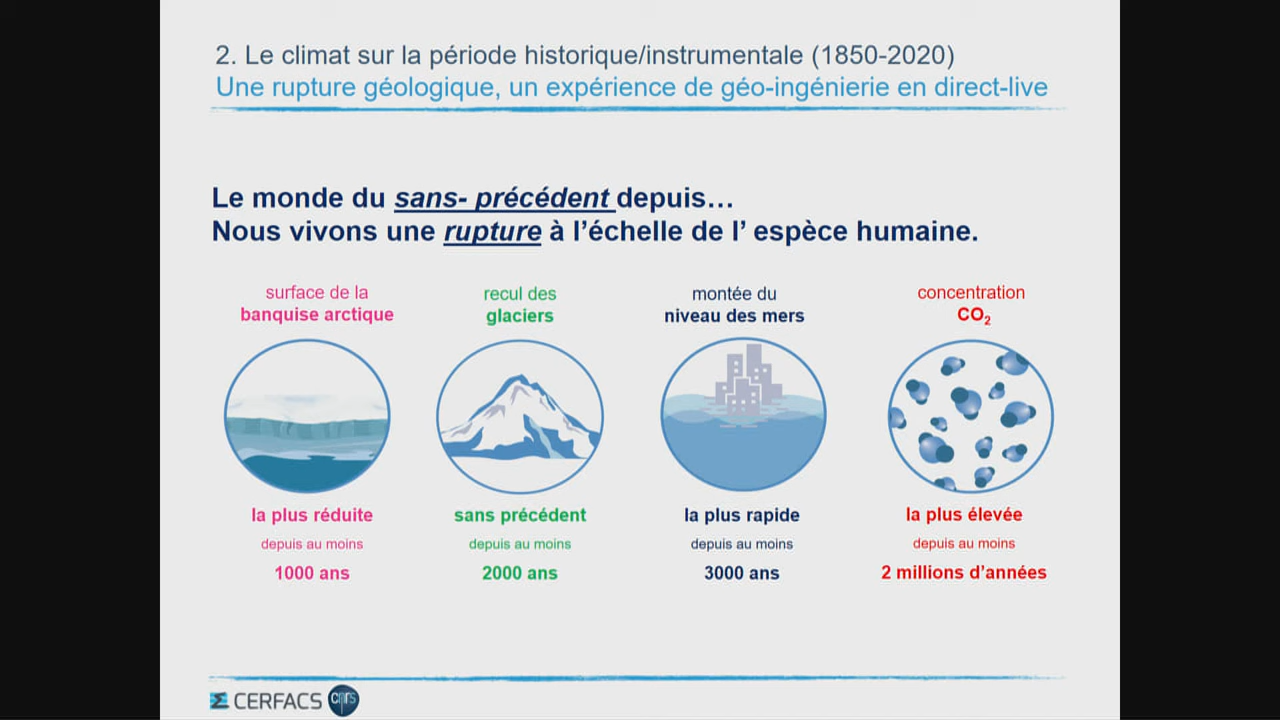 2. Le climat sur la période historique/instrumentale (1850-2020)
Une rupture géologique, un expérience de géo-ingénierie en direct-live
Le monde du sans- précédent depuis…
Nous vivons une rupture à l’échelle de l’ espèce humaine.
surface de la
banquise arctique
la plus réduite
depuis au moins
1000 ans
recul des
glaciers
sans précédent
depuis au moins
2000 ans
montée du
niveau des mers
la plus rapide
depuis au moins
3000 ans
concentration
CO₂
la plus élevée
depuis au moins
2 millions d’années
CERFACS
cnrs